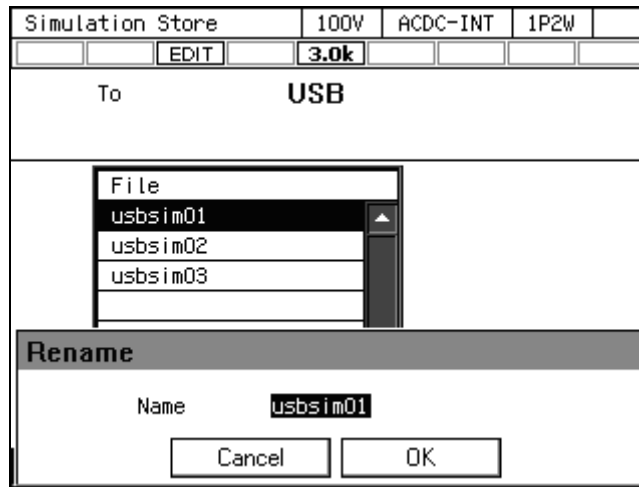 Simulation Store 100V ACDC-INT 1P2W
EDIT 3.0k
To USB
File
usbsim01
usbsim02
usbsim03
Rename
Name usbsim01
Cancel OK